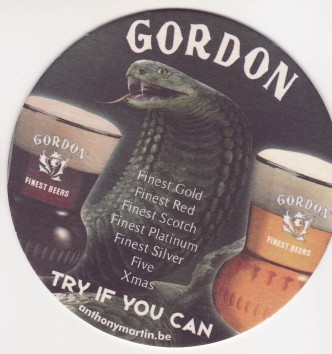 GORDON
GORDON
FINEST BEERS
Finest Gold
Finest Red
Finest Scotch
Finest Platinum
Finest Silver
Five
Xmas
GORDON
FINEST BEERS
TRY IF YOU CAN
anthonymartin.be